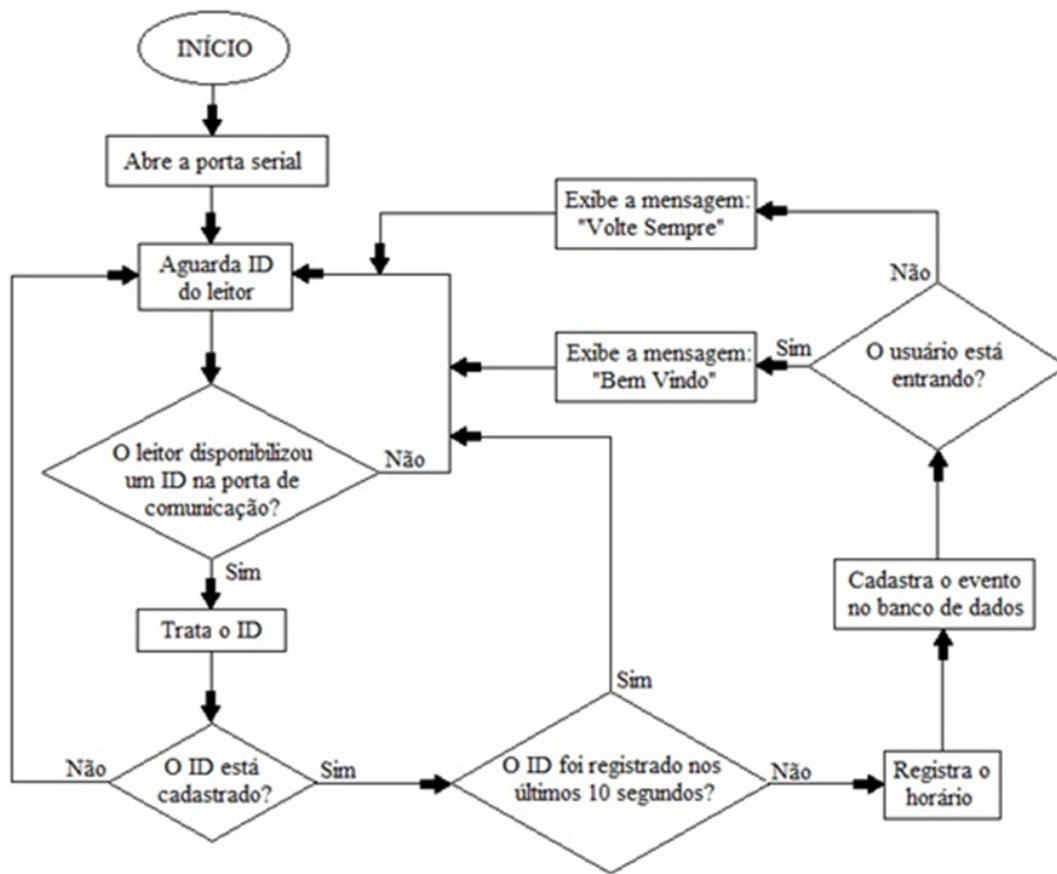 INÍCIO
Abre a porta serial
Aguarda ID
do leitor
O leitor disponibilizou
um ID na porta de
comunicação?
Não
Sim
Trata o ID
O ID está
cadastrado?
Não
Sim
O ID foi registrado nos
últimos 10 segundos?
Sim
Não
Registra o
horário
Cadastra o evento
no banco de dados
O usuário está
entrando?
Sim
Não
Exibe a mensagem:
"Bem Vindo"
Exibe a mensagem:
"Volte Sempre"